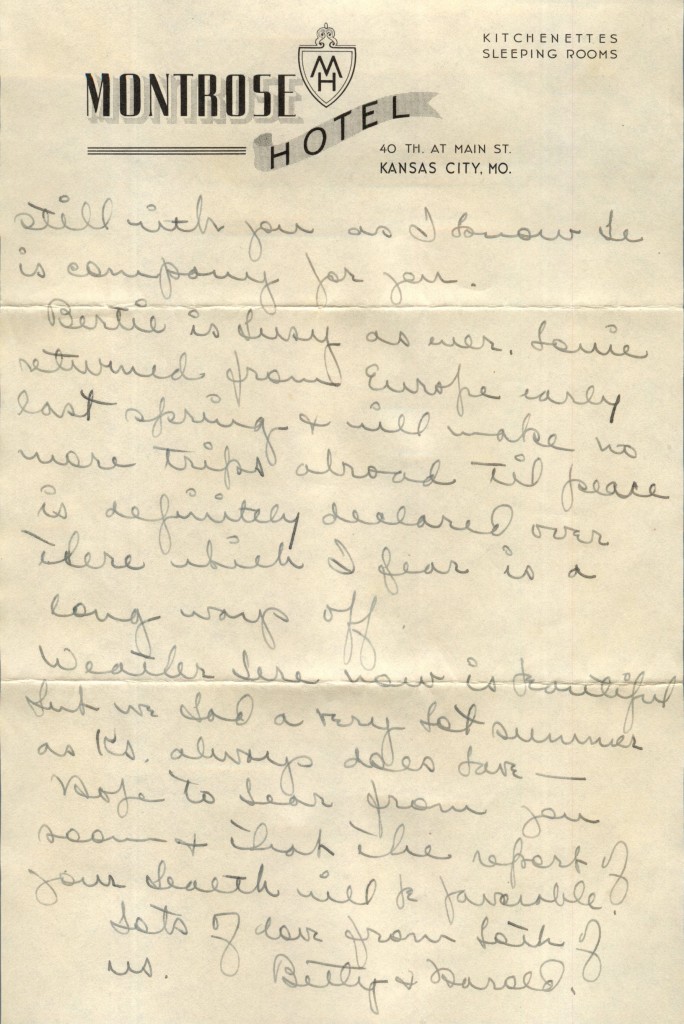 KITCHENETTES
SLEEPING ROOMS
MH
MONTROSE
HOTEL
40 TH. AT MAIN ST.
KANSAS CITY, MO.
still with you as I know he
is company for you.
Bertie is busy as ever.
returned from Europe early
last spring & will make no
more trips abroad til peace
is definitely declared over
there which I fear is a
long ways off.
Weather here now is beautiful
but we had a very hot summer
as Ks. always does have —
Hope to hear from you
soon & that the report of
your health will be favorable.
Lots of love from both of
us. Betty & Harold.